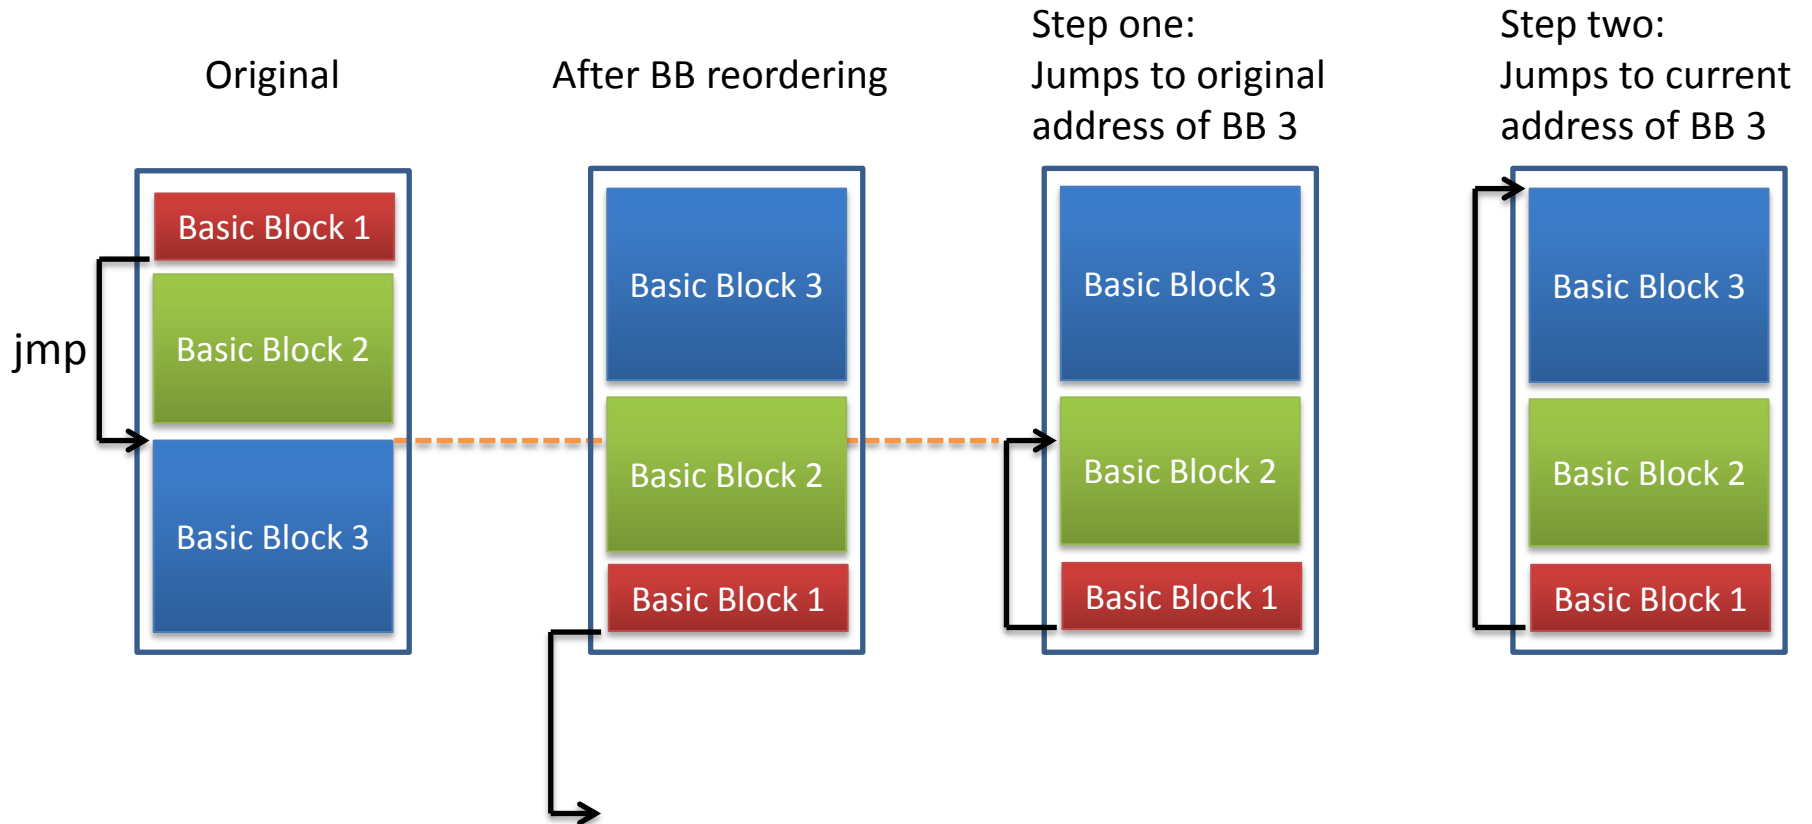 Original
After BB reordering
Step one:
Jumps to original
address of BB 3
Step two:
Jumps to current
address of BB 3
jmp
Basic Block 1
Basic Block 2
Basic Block 3
Basic Block 3
Basic Block 2
Basic Block 1
Basic Block 3
Basic Block 2
Basic Block 1
Basic Block 3
Basic Block 2
Basic Block 1